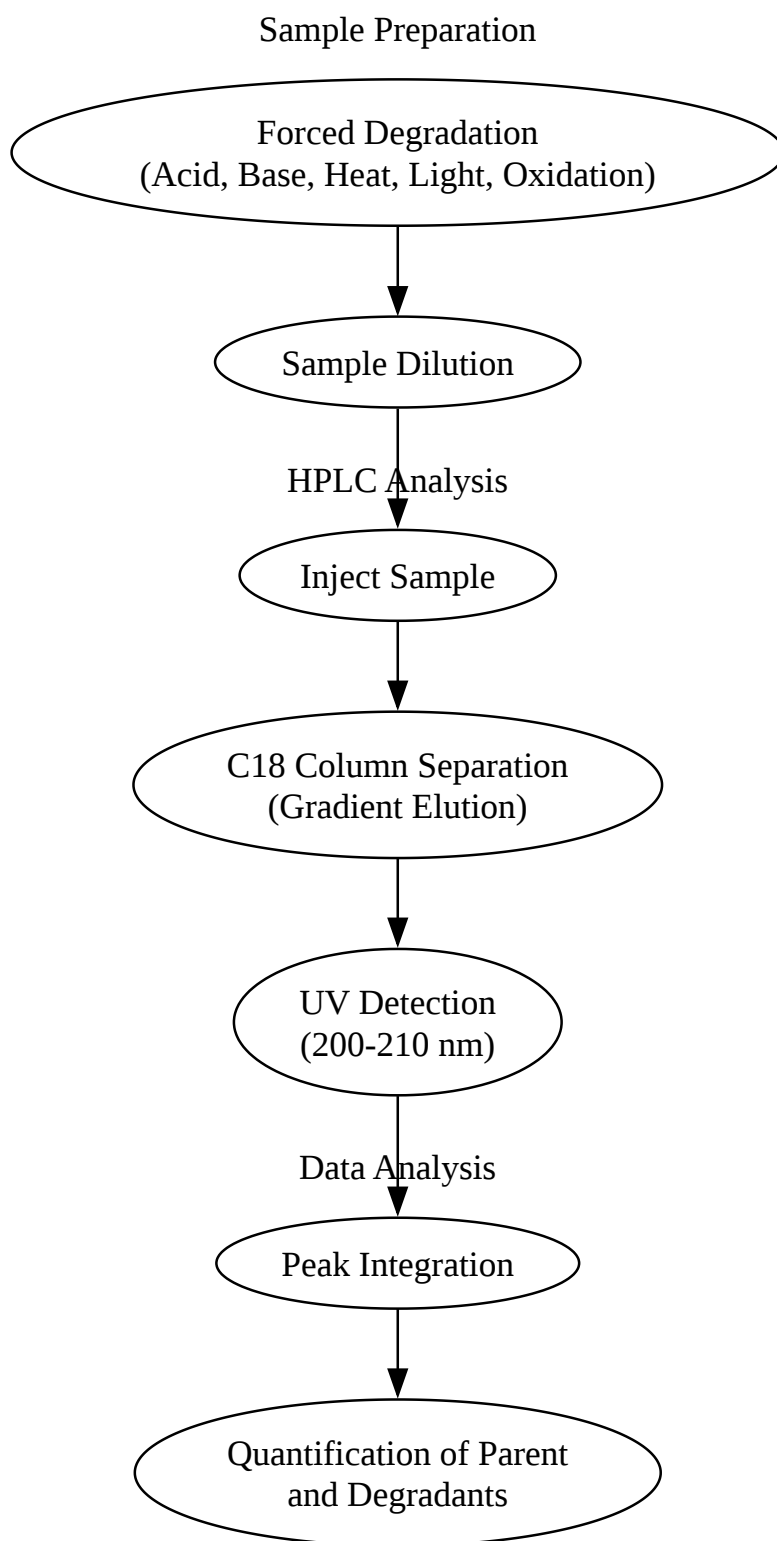 Sample Preparation
Forced Degradation
(Acid, Base, Heat, Light, Oxidation)
Sample Dilution
HPLC Analysis
Inject Sample
C18 Column Separation
(Gradient Elution)
UV Detection
(200-210 nm)
Data Analysis
Peak Integration
Quantification of Parent
and Degradants